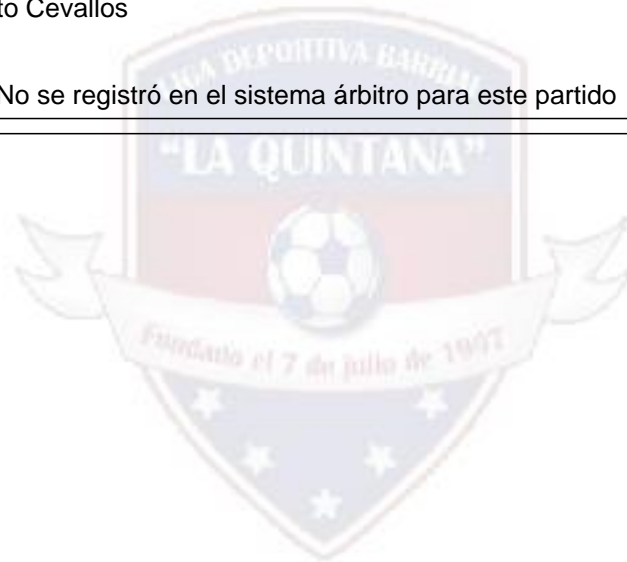 to Cevallos
LIGA DEPORTIVA BARRIAL
No se registró en el sistema árbitro para este partido
"LA QUINTANA"
Fundado el 7 de julio de